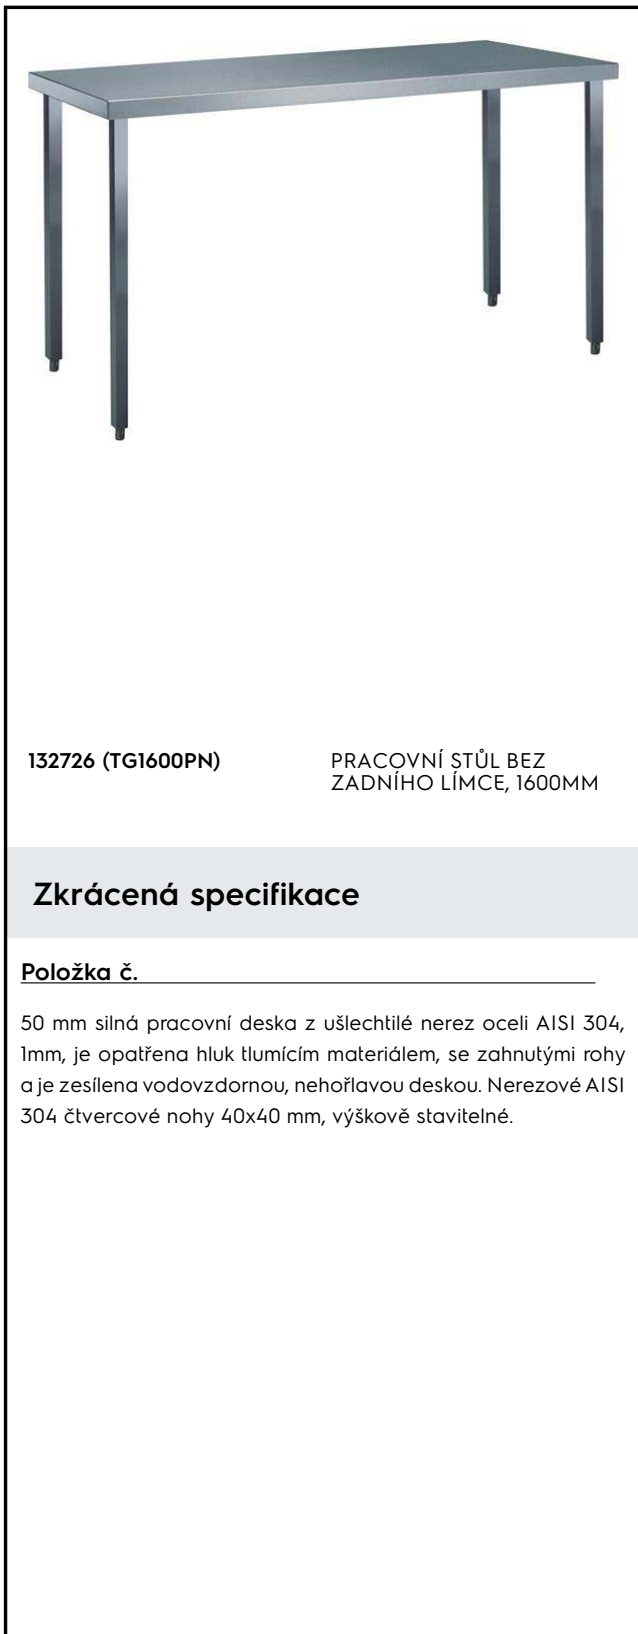 132726 (TG1600PN)
PRACOVNÍ STŮL BEZ
ZADNÍHO LÍMCE, 1600MM
Zkrácená specifikace
Položka č.
50 mm silná pracovní deska z ušlechtilé nerez oceli AISI 304,
1mm, je opatřena hluk tlumícím materiálem, se zahnutými rohy
a je zesílena vodovzdornou, nehořlavou deskou. Nerezové AISI
304 čtvercové nohy 40x40 mm, výškově stavitelné.